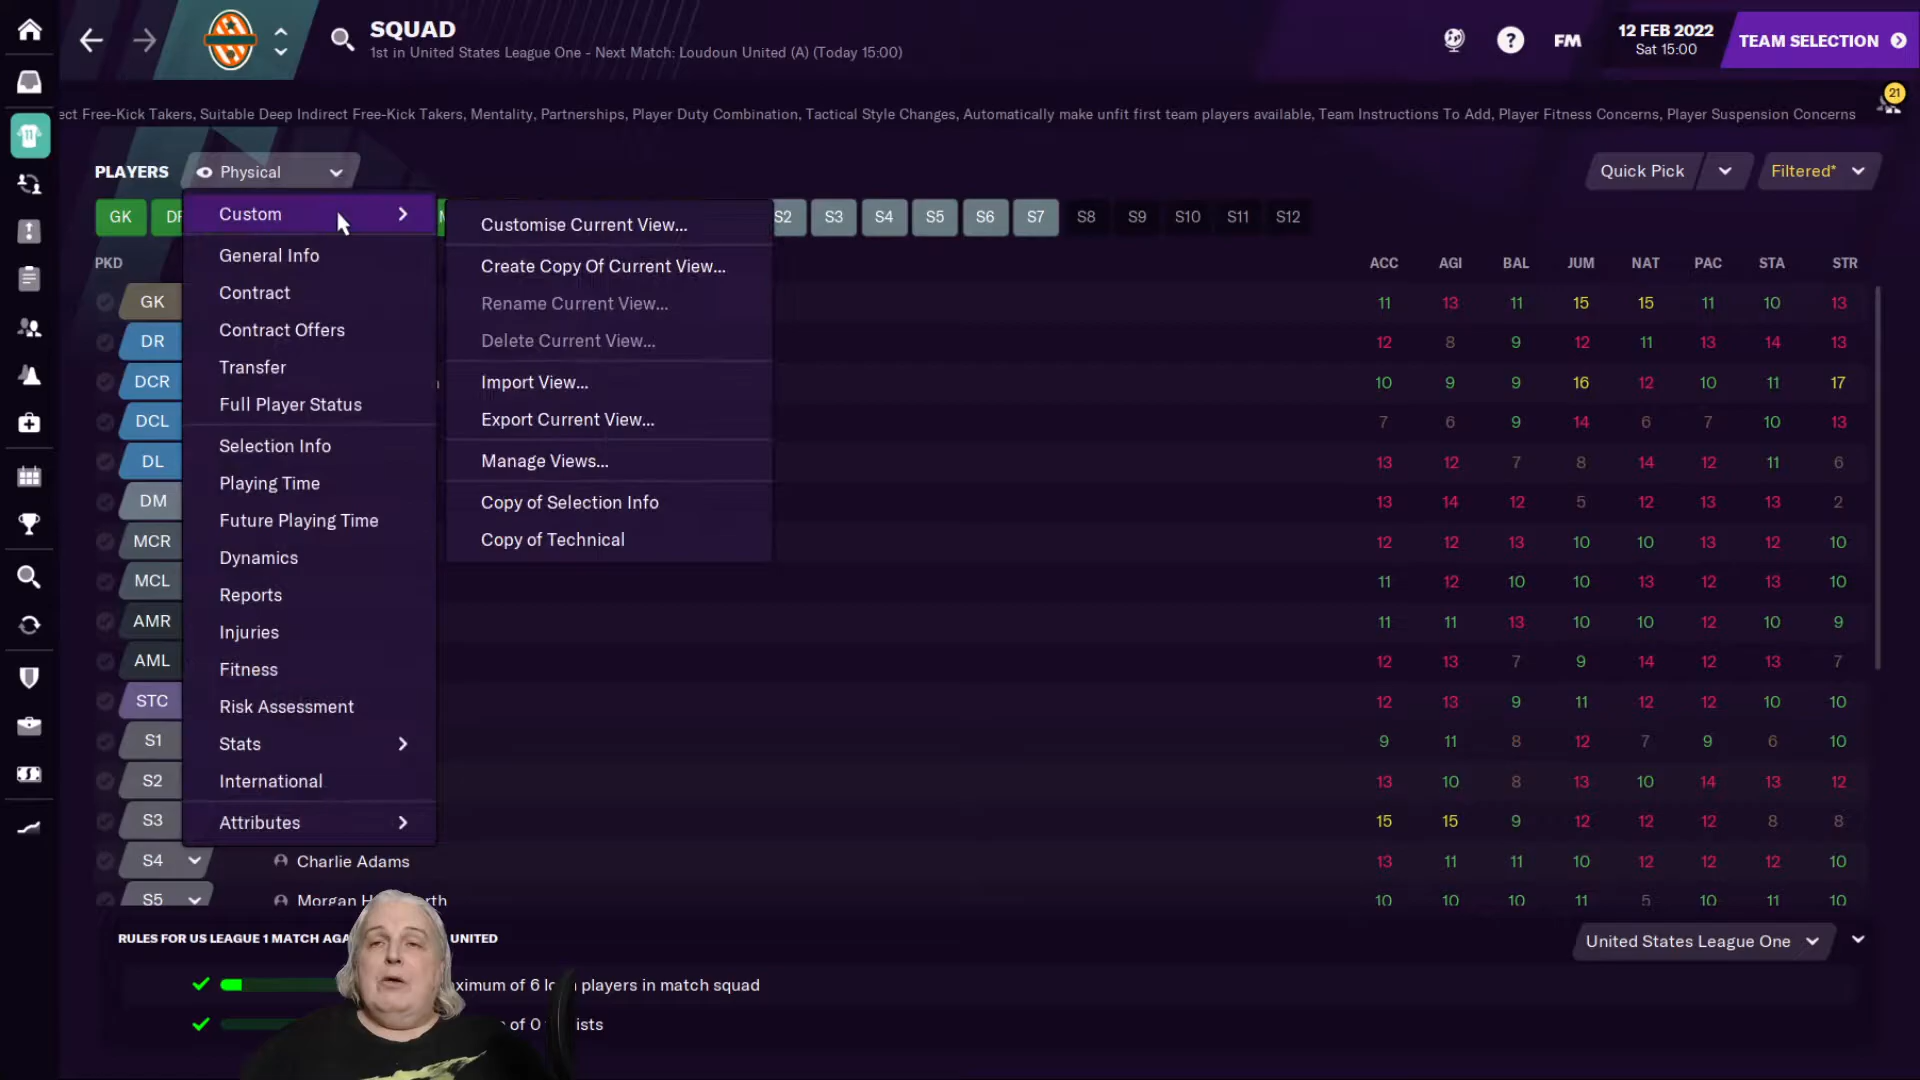 SQUAD
1st in United States League One - Next Match: Loudoun United (A) (Today 15:00)
FM
12 FEB 2022
Sat 15:00
TEAM SELECTION
ect Free-Kick Takers, Suitable Deep Indirect Free-Kick Takers, Mentality, Partnerships, Player Duty Combination, Tactical Style Changes, Automatically make unfit first team players available, Team Instructions To Add, Player Fitness Concerns, Player Suspension Concerns
21
PLAYERS
Physical
Quick Pick
Filtered*
GK S2 S3 S4 S5 S6 S7 S8 S9 S10 S11 S12
Custom
General Info
Contract
Contract Offers
Transfer
Full Player Status
Selection Info
Playing Time
Future Playing Time
Dynamics
Reports
Injuries
Fitness
Risk Assessment
Stats
International
Attributes
Customise Current View...
Create Copy Of Current View...
Rename Current View...
Delete Current View...
Import View...
Export Current View...
Manage Views...
Copy of Selection Info
Copy of Technical
PKD ACC AGI BAL JUM NAT PAC STA STR
GK 11 13 11 15 15 11 10 13
DR 12 8 9 12 11 13 14 13
DCR 10 9 9 16 12 10 11 17
DCL 7 6 9 14 6 7 10 13
DL 13 12 7 8 14 12 11 6
DM 13 14 12 5 12 13 13 2
MCR 12 12 13 10 10 13 12 10
MCL 11 12 10 10 13 12 13 10
AMR 11 11 13 10 10 12 10 9
AML 12 13 7 9 14 12 13 7
STC 12 13 9 11 12 12 10 10
S1 9 11 8 12 7 9 6 10
S2 13 10 8 13 10 14 13 12
S3 15 15 9 12 12 12 8 8
S4 Charlie Adams 13 11 11 10 12 12 12 10
S5 Morgan 10 10 10 11 5 10 11 10
RULES FOR US LEAGUE 1 MATCH AGA UNITED
United States League One
ximum of 6 lo players in match squad
of 0 ists